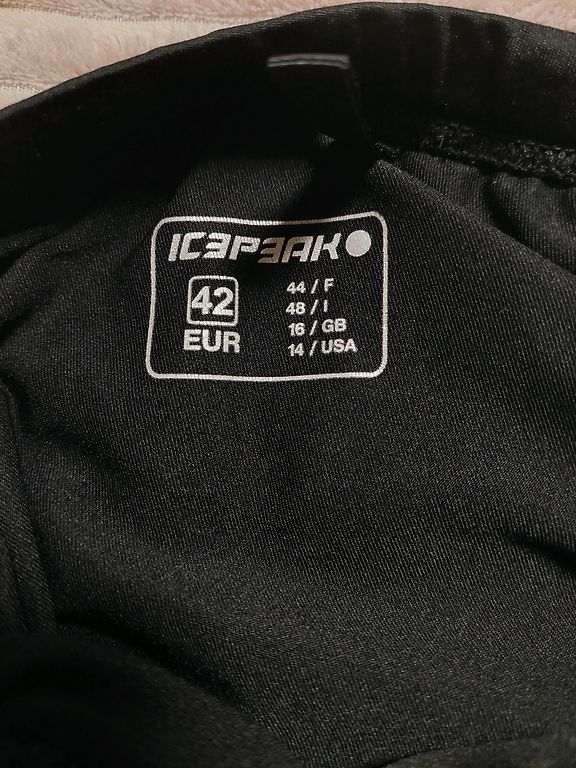 ICEPEAK
42
EUR
44 / F
48 / I
16 / GB
14 / USA